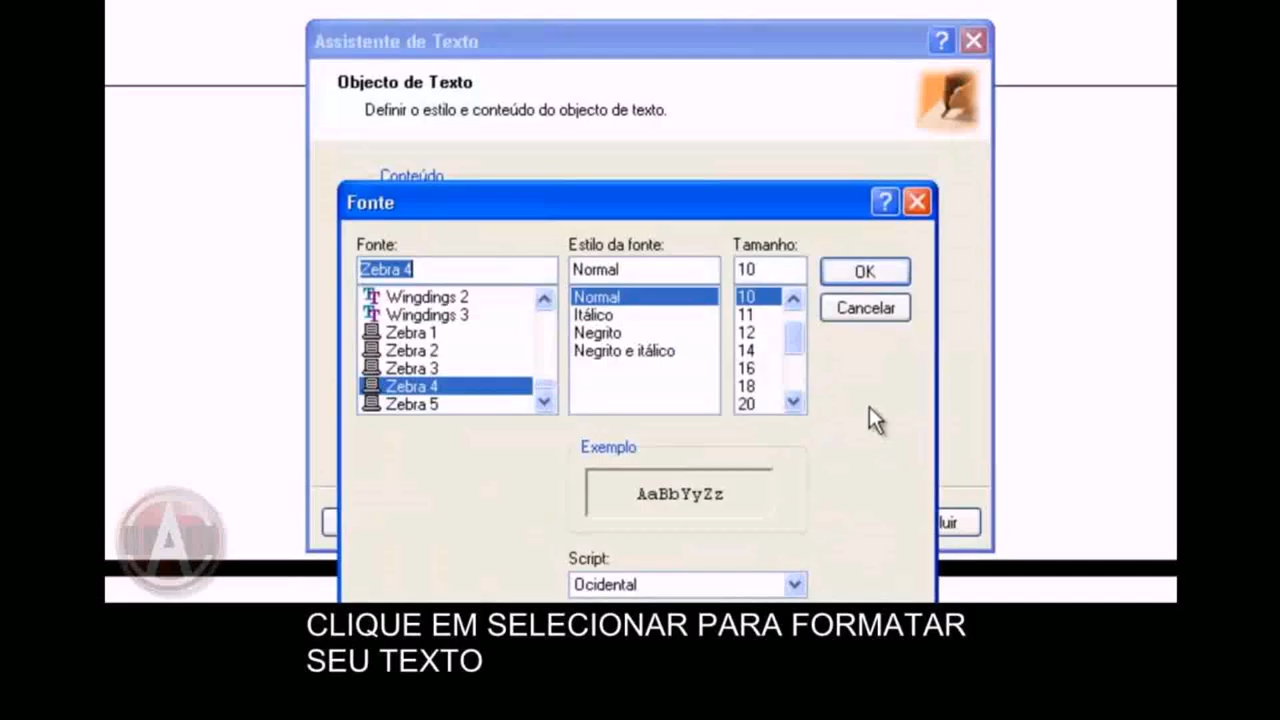 Assistente de Texto
Objecto de Texto
Definir o estilo e conteúdo do objecto de texto.
Conteúdo
Fonte
Fonte: Estilo da fonte: Tamanho:
Zebra 4 Normal 10 OK
Wingdings 2 Normal 10
Wingdings 3 Itálico 11 Cancelar
Zebra 1 Negrito 12
Zebra 2 Negrito e itálico 14
Zebra 3 16
Zebra 4 18
Zebra 5 20
Exemplo
AaBbYyZz
luir
Script:
Ocidental
A
CLIQUE EM SELECIONAR PARA FORMATAR
SEU TEXTO